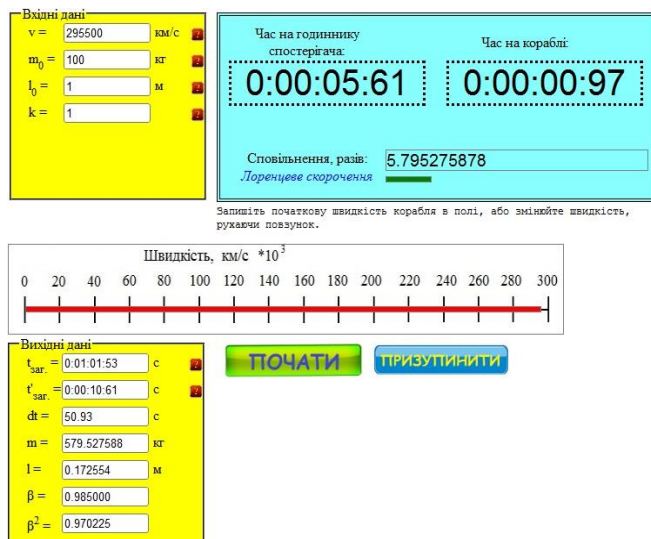 Вхідні дані
v = 295500 км/с
m0 = 100 кг
l0 = 1 м
k = 1
Час на годиннику
спостерігача:
0:00:05:61
Час на кораблі:
0:00:00:97
Сповільнення, разів: 5.795275878
Лоренцеве скорочення
Запишіть початкову швидкість корабля в полі, або змінюйте швидкість,
рухаючи повзунок.
Швидкість, км/с *10³
0 20 40 60 80 100 120 140 160 180 200 220 240 260 280 300
Вихідні дані
tзаг. = 0:01:01:53 с
t'заг. = 0:00:10:61 с
dt = 50.93 с
m = 579.527588 кг
l = 0.172554 м
β = 0.985000
β² = 0.970225
ПОЧАТИ
ПРИЗУПИНИТИ